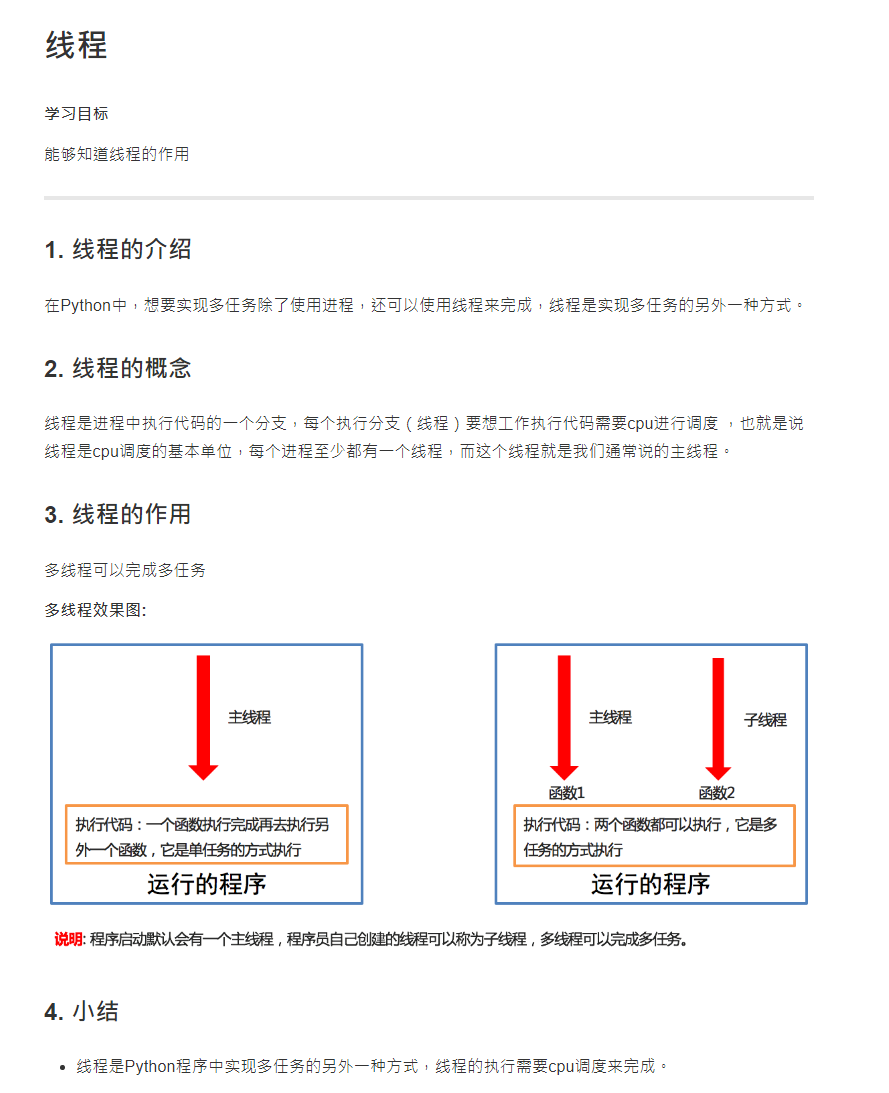 线程
学习目标
能够知道线程的作用
1. 线程的介绍
在Python中，想要实现多任务除了使用进程，还可以使用线程来完成，线程是实现多任务的另外一种方式。
2. 线程的概念
线程是进程中执行代码的一个分支，每个执行分支（线程）要想工作执行代码需要cpu进行调度 ，也就是说
线程是cpu调度的基本单位，每个进程至少都有一个线程，而这个线程就是我们通常说的主线程。
3. 线程的作用
多线程可以完成多任务
多线程效果图:
主线程
执行代码：一个函数执行完成再去执行另
外一个函数，它是单任务的方式执行
运行的程序
主线程
子线程
函数1
函数2
执行代码：两个函数都可以执行，它是多
任务的方式执行
运行的程序
说明: 程序启动默认会有一个主线程，程序员自己创建的线程可以称为子线程，多线程可以完成多任务。
4. 小结
• 线程是Python程序中实现多任务的另外一种方式，线程的执行需要cpu调度来完成。